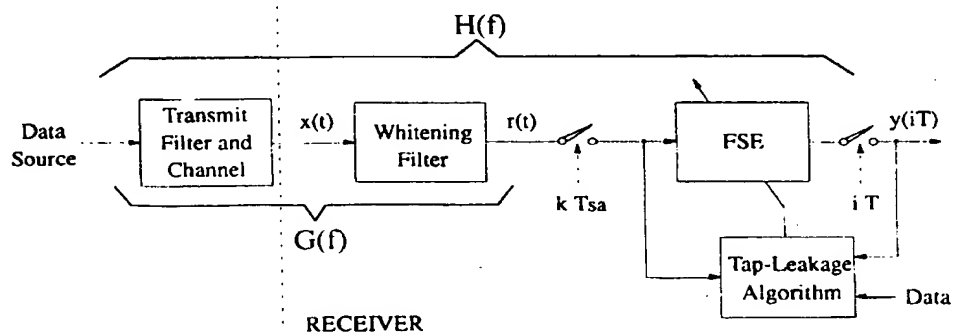 H(f)
Data
Source
Transmit
Filter and
Channel
x(t)
Whitening
Filter
r(t)
k Tsa
FSE
y(iT)
i T
G(f)
Tap-Leakage
Algorithm
Data
RECEIVER